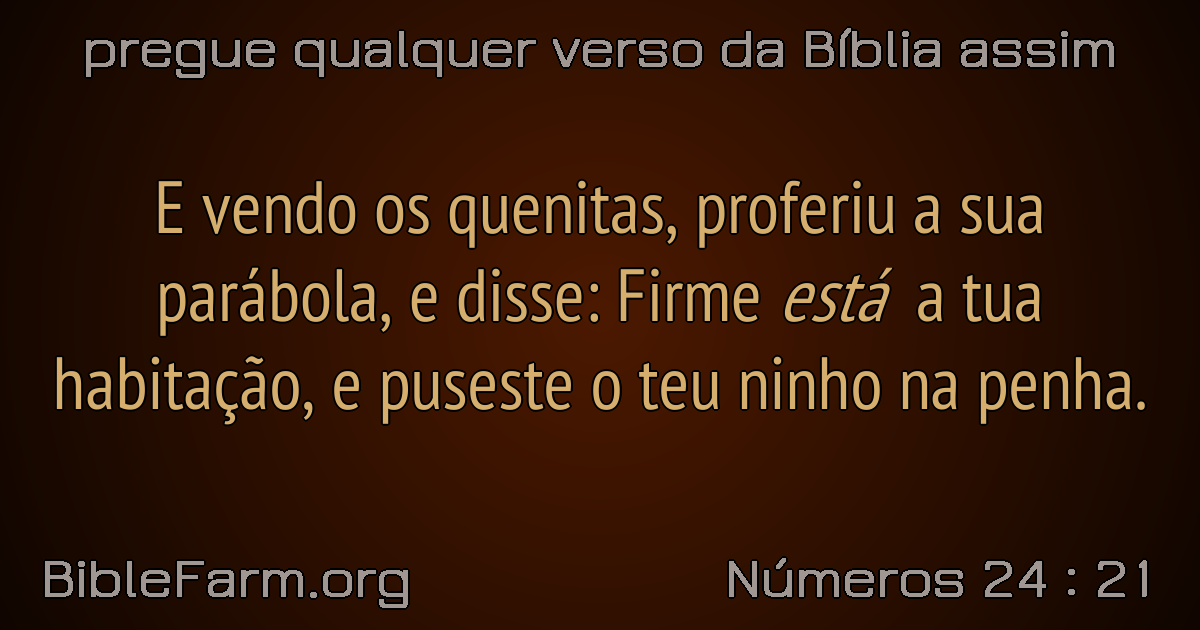 pregue qualquer verso da Bíblia assim
E vendo os quenitas, proferiu a sua
parábola, e disse: Firme está a tua
habitação, e puseste o teu ninho na penha.
BibleFarm.org
Números 24 : 21